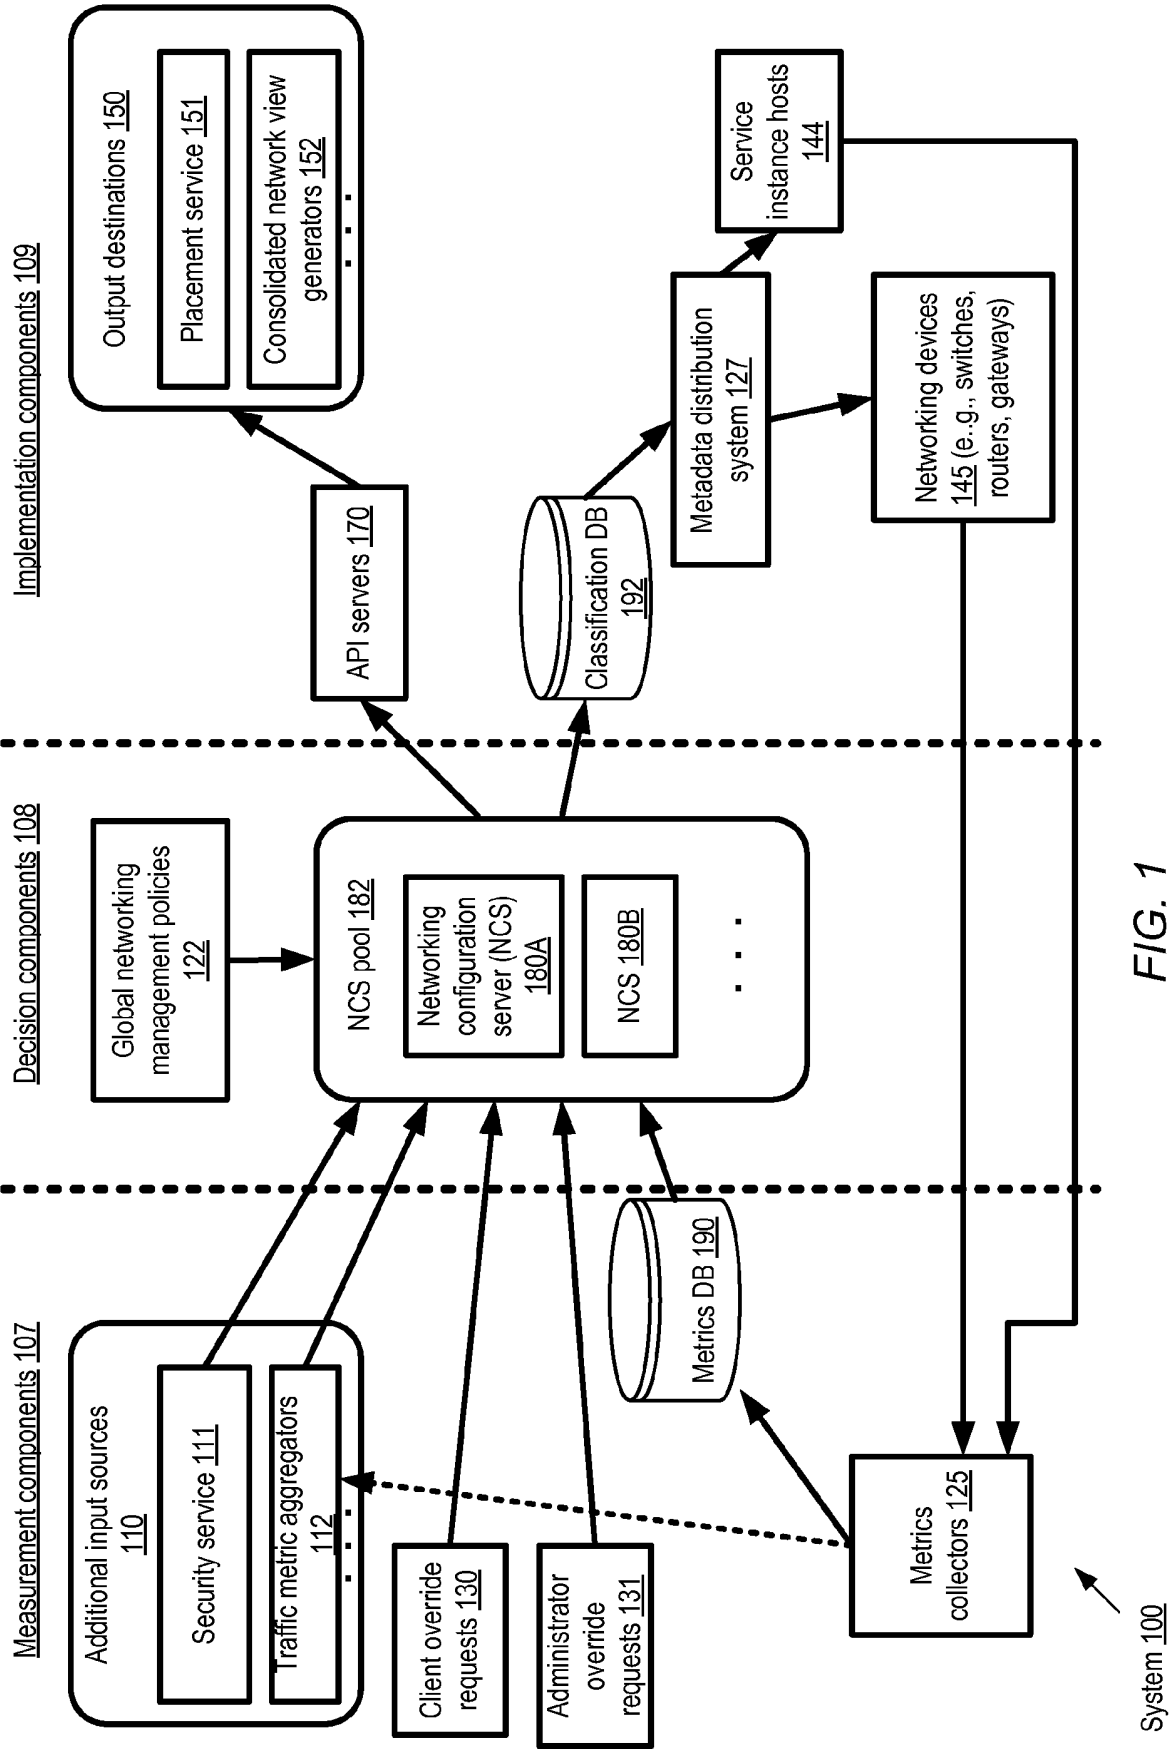 Measurement components 107
Decision components 108
Implementation components 109
Additional input sources
110
Security service 111
Traffic metric aggregators
112
. . .
Client override
requests 130
Administrator
override
requests 131
Metrics DB 190
Metrics
collectors 125
Global networking
management policies
122
NCS pool 182
Networking
configuration
server (NCS)
180A
NCS 180B
. . .
Output destinations 150
Placement service 151
Consolidated network view
generators 152
. . .
API servers 170
Classification DB
192
Metadada distribution
system 127
Service
instance hosts
144
Networking devices
145 (e..g., switches,
routers, gateways)
System 100
FIG. 1